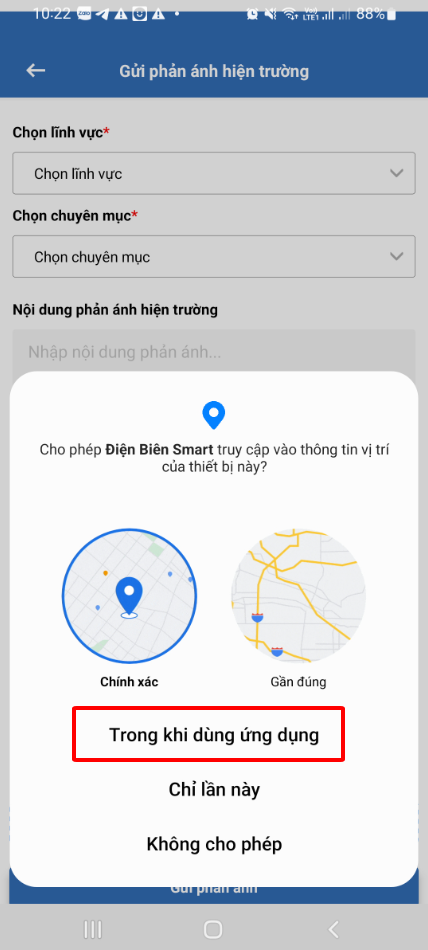 10:22
Zalo
Vo)
LTE1
88%
Gửi phản ánh hiện trường
Chọn lĩnh vực*
Chọn lĩnh vực
Chọn chuyên mục*
Chọn chuyên mục
Nội dung phản ánh hiện trường
Nhập nội dung phản ánh...
Cho phép Điện Biên Smart truy cập vào thông tin vị trí
của thiết bị này?
Chính xác
Gần đúng
Trong khi dùng ứng dụng
Chỉ lần này
Không cho phép
Gửi phản ánh